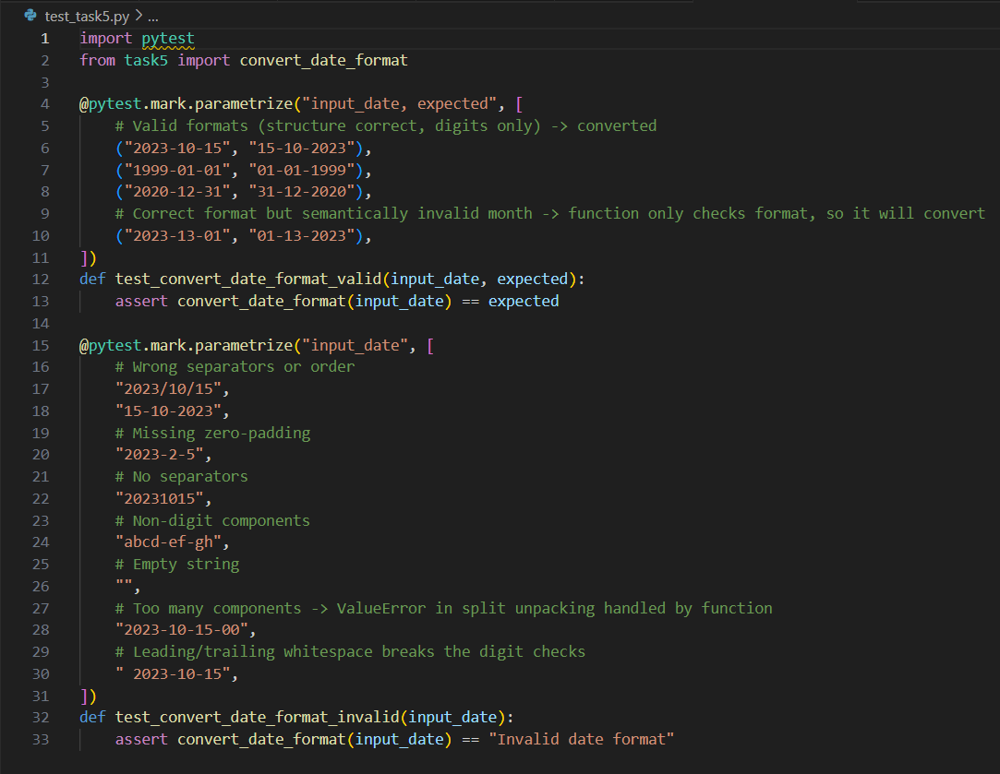 test_task5.py > ...
1 import pytest
2 from task5 import convert_date_format
3
4 @pytest.mark.parametrize("input_date, expected", [
5     # Valid formats (structure correct, digits only) -> converted
6     ("2023-10-15", "15-10-2023"),
7     ("1999-01-01", "01-01-1999"),
8     ("2020-12-31", "31-12-2020"),
9     # Correct format but semantically invalid month -> function only checks format, so it will convert
10     ("2023-13-01", "01-13-2023"),
11 ])
12 def test_convert_date_format_valid(input_date, expected):
13     assert convert_date_format(input_date) == expected
14
15 @pytest.mark.parametrize("input_date", [
16     # Wrong separators or order
17     "2023/10/15",
18     "15-10-2023",
19     # Missing zero-padding
20     "2023-2-5",
21     # No separators
22     "20231015",
23     # Non-digit components
24     "abcd-ef-gh",
25     # Empty string
26     "",
27     # Too many components -> ValueError in split unpacking handled by function
28     "2023-10-15-00",
29     # Leading/trailing whitespace breaks the digit checks
30     " 2023-10-15",
31 ])
32 def test_convert_date_format_invalid(input_date):
33     assert convert_date_format(input_date) == "Invalid date format"